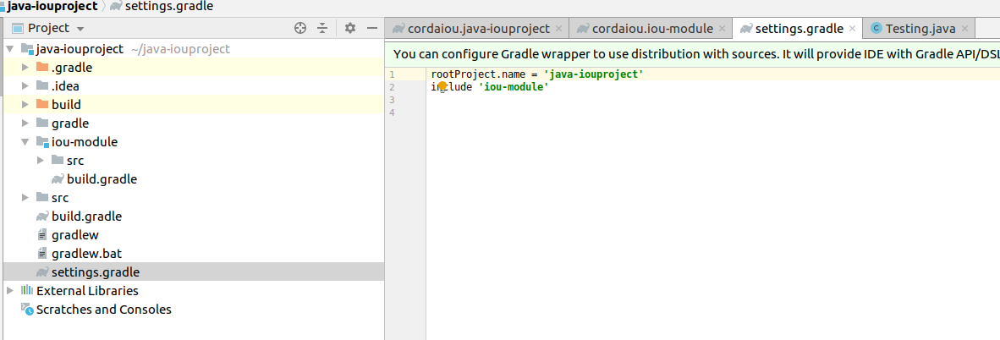 java-iouproject settings.gradle
Project
cordaiou.java-iouproject cordaiou.iou-module settings.gradle Testing.java
java-iouproject ~/java-iouproject
.gradle
.idea
build
gradle
iou-module
src
build.gradle
src
build.gradle
gradlew
gradlew.bat
settings.gradle
External Libraries
Scratches and Consoles
You can configure Gradle wrapper to use distribution with sources. It will provide IDE with Gradle API/DSL
1 rootProject.name = 'java-iouproject'
2 include 'iou-module'
3
4